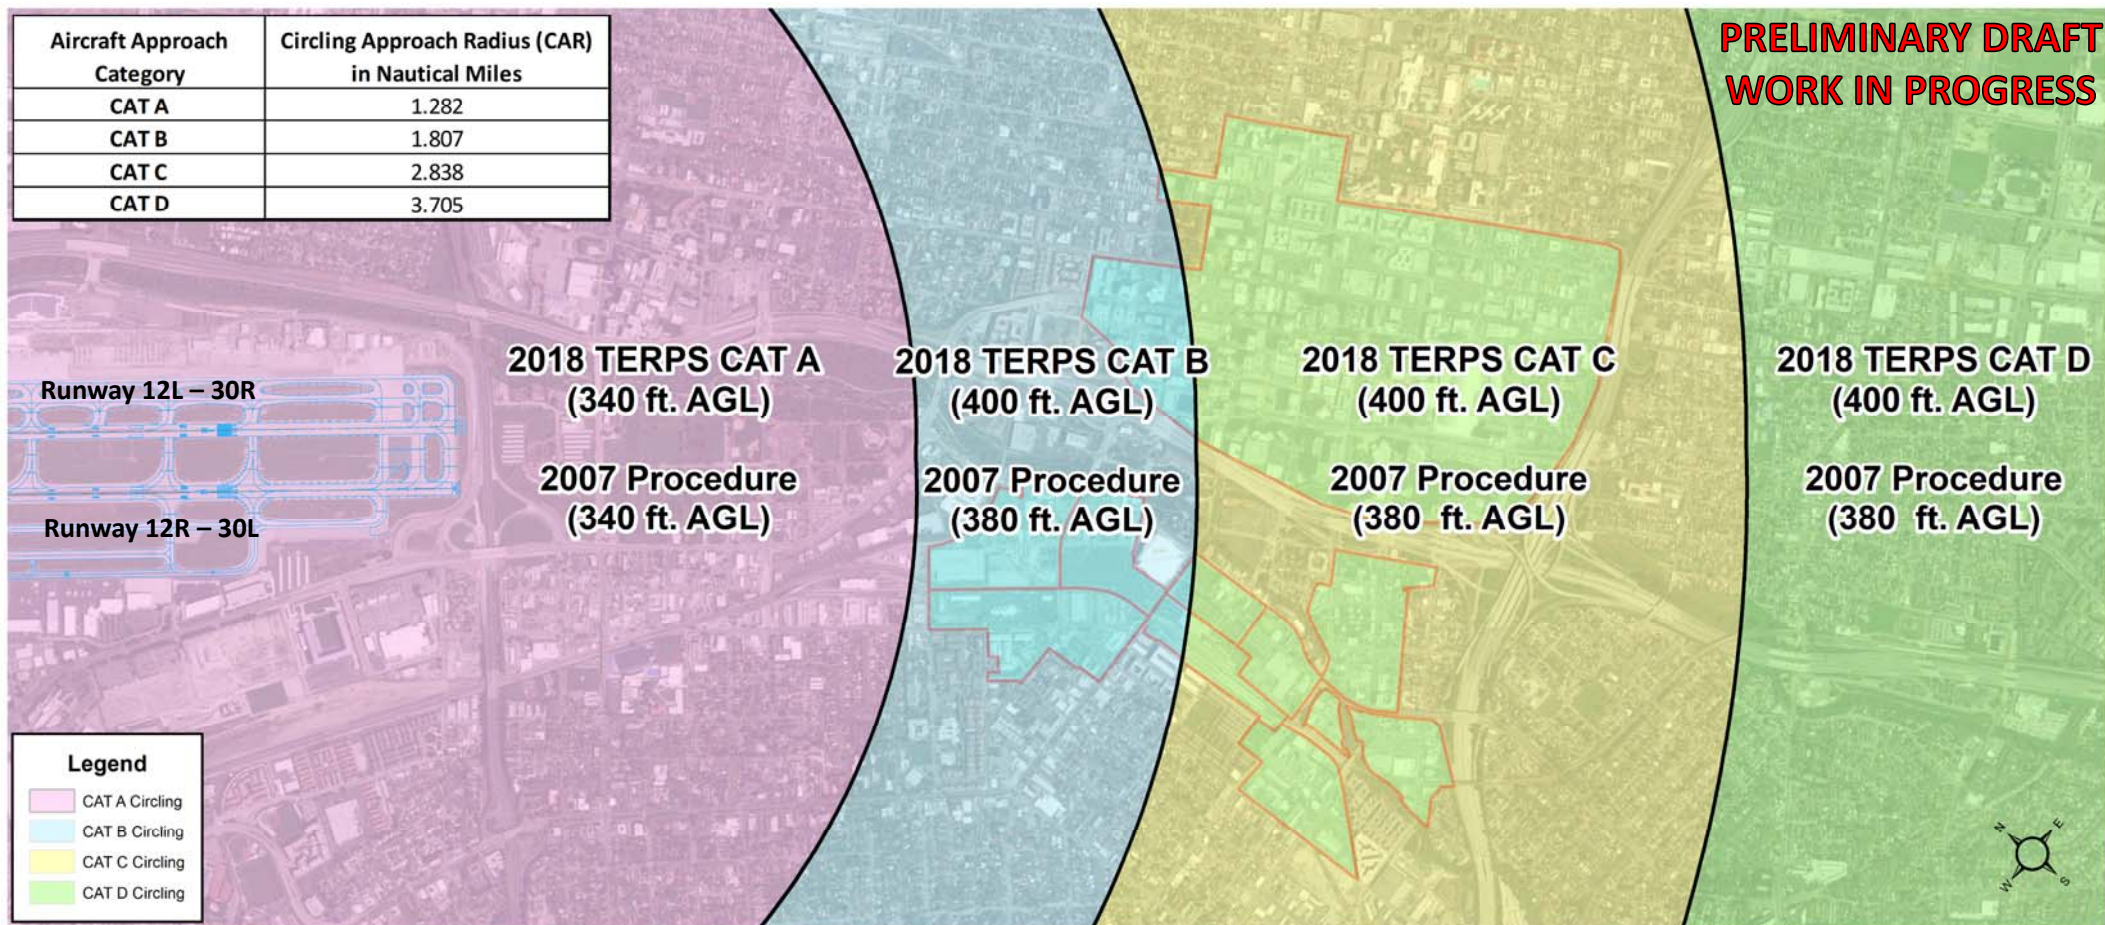 Aircraft Approach Category Circling Approach Radius (CAR) in Nautical Miles
CAT A 1.282
CAT B 1.807
CAT C 2.838
CAT D 3.705
PRELIMINARY DRAFT
WORK IN PROGRESS
Runway 12L – 30R
Runway 12R – 30L
2018 TERPS CAT A
(340 ft. AGL)
2007 Procedure
(340 ft. AGL)
2018 TERPS CAT B
(400 ft. AGL)
2007 Procedure
(380 ft. AGL)
2018 TERPS CAT C
(400 ft. AGL)
2007 Procedure
(380 ft. AGL)
2018 TERPS CAT D
(400 ft. AGL)
2007 Procedure
(380 ft. AGL)
Legend
CAT A Circling
CAT B Circling
CAT C Circling
CAT D Circling
N E
W S